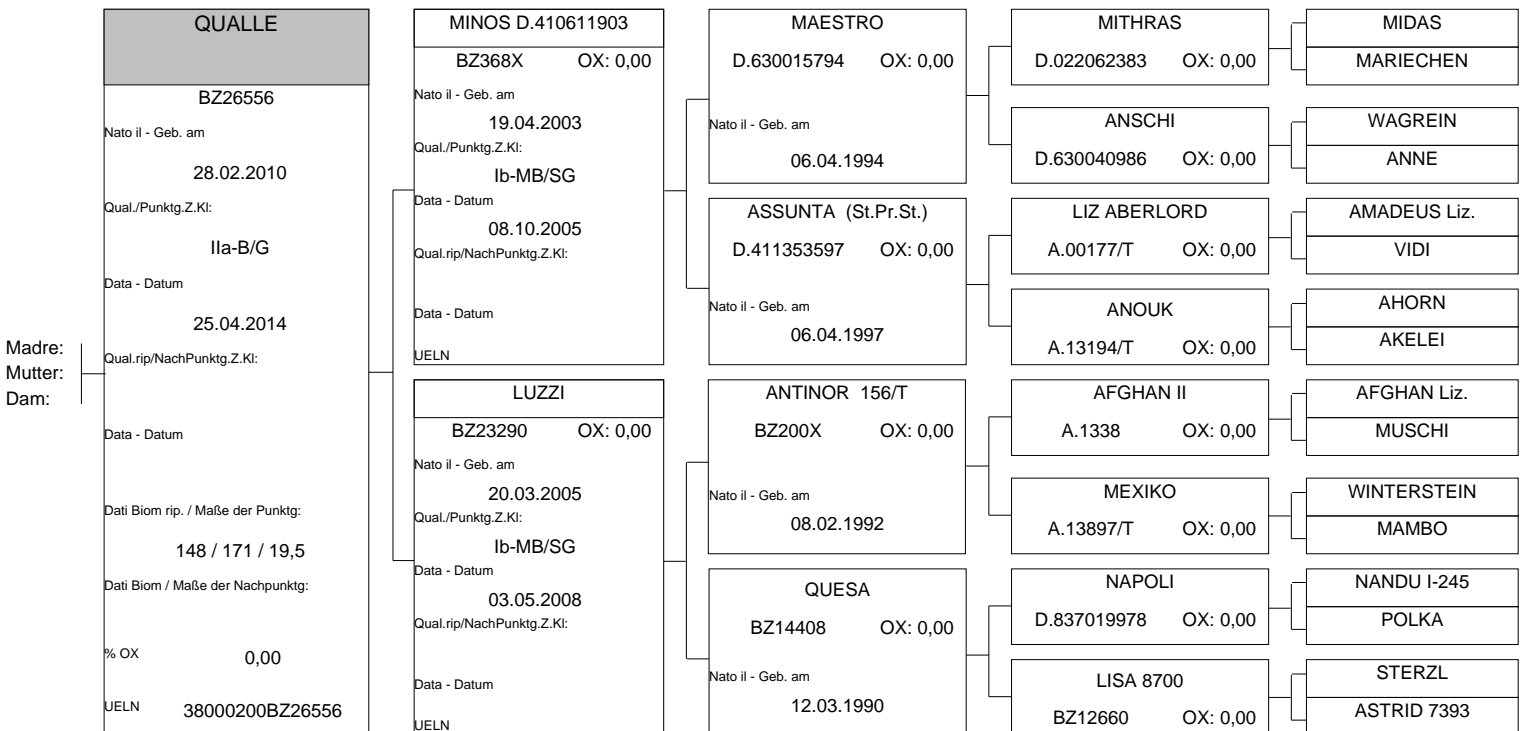 Madre:
Mutter:
Dam:
QUALLE
BZ26556
Nato il - Geb. am
28.02.2010
Qual./Punktg.Z.Kl:
IIa-B/G
Data - Datum
25.04.2014
Qual.rip/NachPunktg.Z.Kl:
Data - Datum
Dati Biom rip. / Maße der Punktg:
148 / 171 / 19,5
Dati Biom / Maße der Nachpunktg:
% OX 0,00
UELN 38000200BZ26556
MINOS D.410611903
BZ368X OX: 0,00
Nato il - Geb. am
19.04.2003
Qual./Punktg.Z.Kl:
Ib-MB/SG
Data - Datum
08.10.2005
Qual.rip/NachPunktg.Z.Kl:
Data - Datum
UELN
LUZZI
BZ23290 OX: 0,00
Nato il - Geb. am
20.03.2005
Qual./Punktg.Z.Kl:
Ib-MB/SG
Data - Datum
03.05.2008
Qual.rip/NachPunktg.Z.Kl:
Data - Datum
UELN
MAESTRO
D.630015794 OX: 0,00
Nato il - Geb. am
06.04.1994
ASSUNTA (St.Pr.St.)
D.411353597 OX: 0,00
Nato il - Geb. am
06.04.1997
ANTINOR 156/T
BZ200X OX: 0,00
Nato il - Geb. am
08.02.1992
QUESA
BZ14408 OX: 0,00
Nato il - Geb. am
12.03.1990
MITHRAS
D.022062383 OX: 0,00
ANSCHI
D.630040986 OX: 0,00
LIZ ABERLORD
A.00177/T OX: 0,00
ANOUK
A.13194/T OX: 0,00
AFGHAN II
A.1338 OX: 0,00
MEXIKO
A.13897/T OX: 0,00
NAPOLI
D.837019978 OX: 0,00
LISA 8700
BZ12660 OX: 0,00
MIDAS
MARIECHEN
WAGREIN
ANNE
AMADEUS Liz.
VIDI
AHORN
AKELEI
AFGHAN Liz.
MUSCHI
WINTERSTEIN
MAMBO
NANDU I-245
POLKA
STERZL
ASTRID 7393